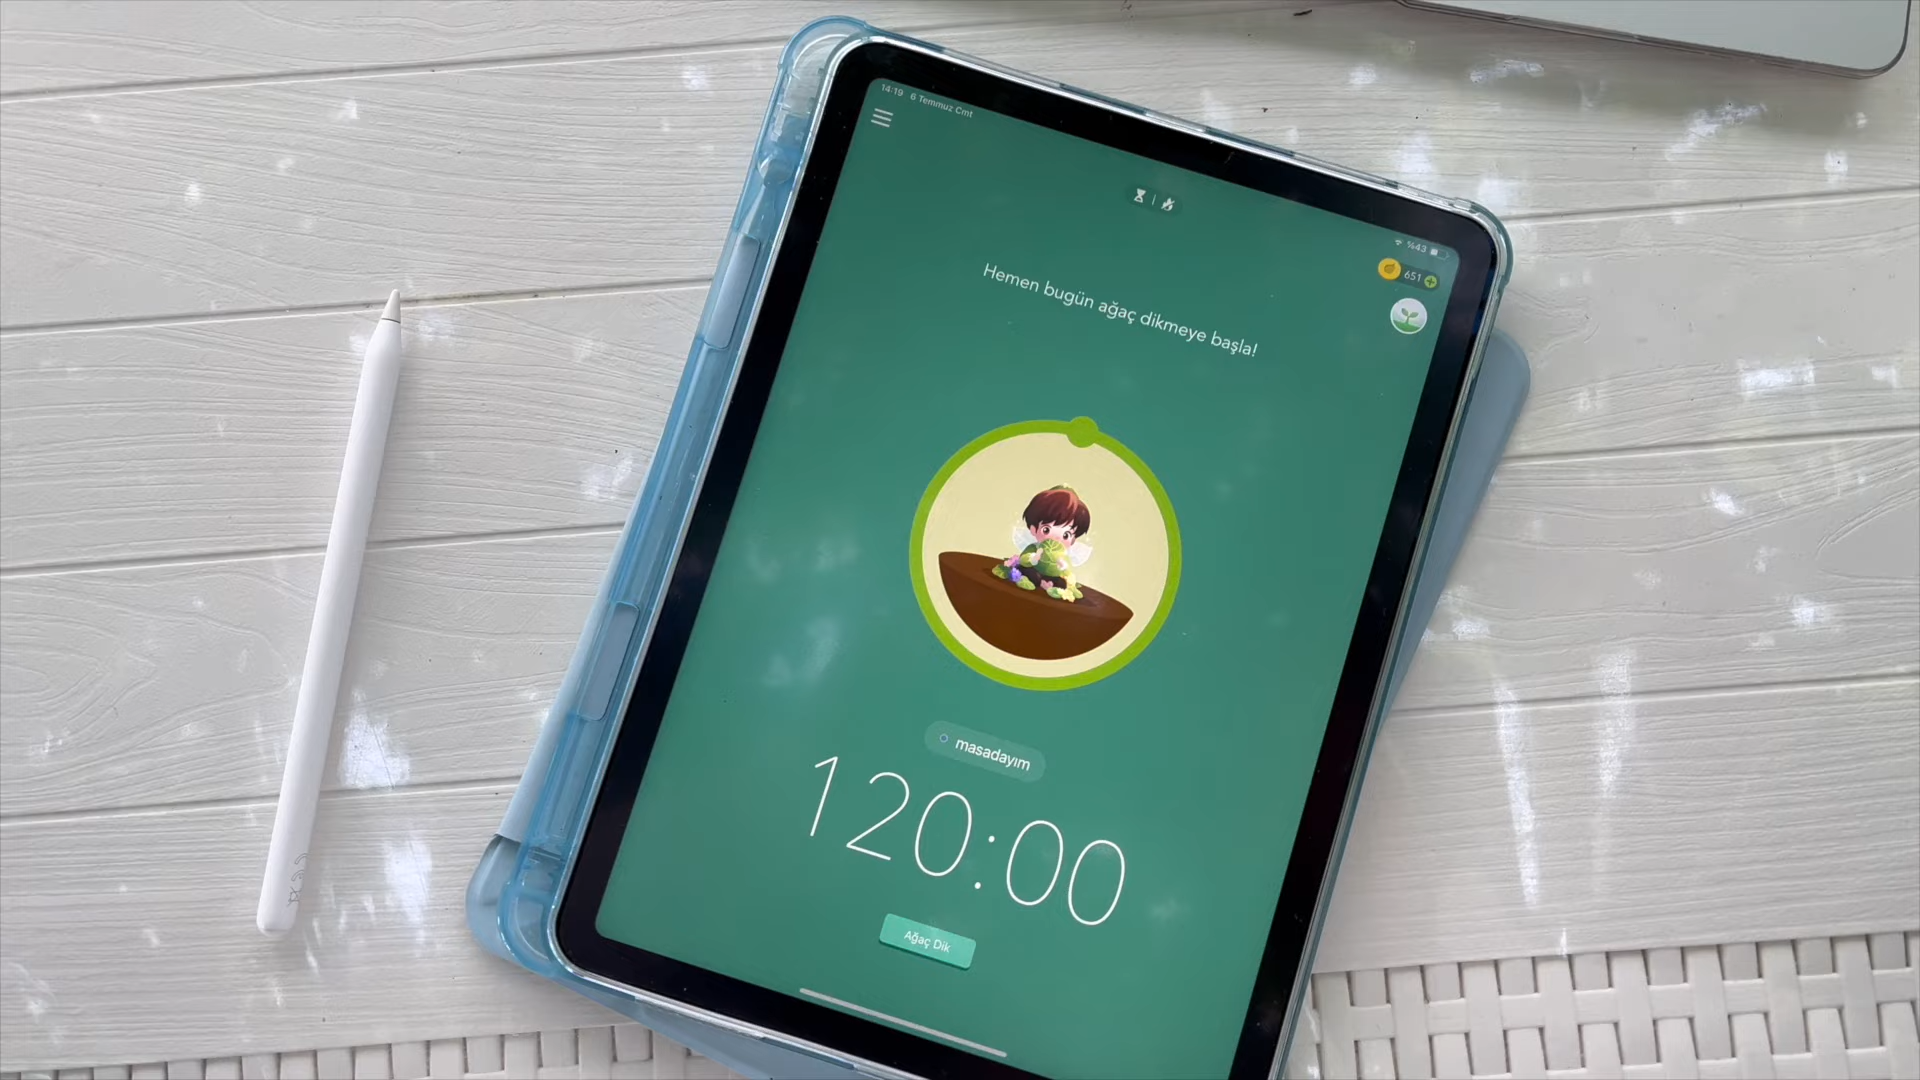 14:19 6 Temmuz Cmt
%43
651
Hemen bugün ağaç dikmeye başla!
masadayım
120:00
Ağaç Dik